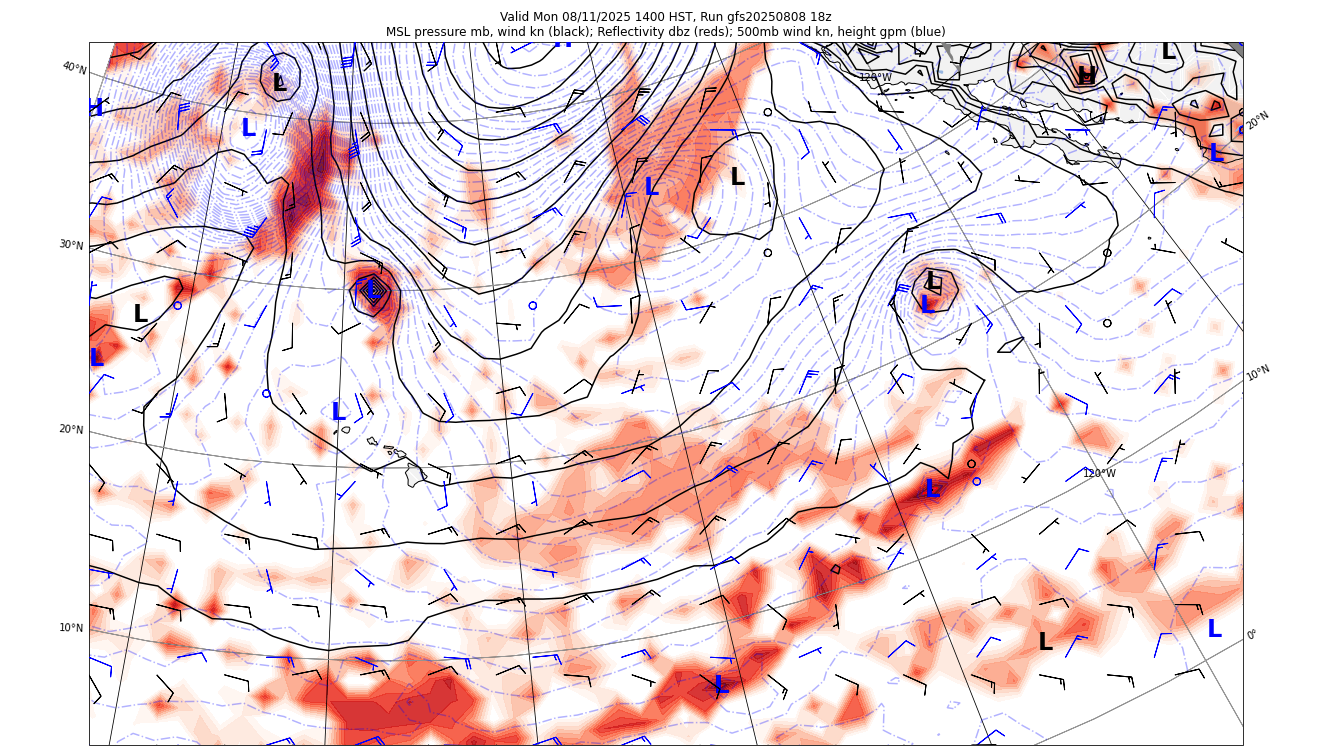 Valid Mon 08/11/2025 1400 HST, Run gfs20250808 18z
MSL pressure mb, wind kn (black); Reflectivity dbz (reds); 500mb wind kn, height gpm (blue)
H
L
40°N
120°W
H
L
H
L
20°N
L
L
L
L
30°N
L
L
L
L
L
L
10°N
L
20°N
120°W
L
10°N
L
L
0°
L